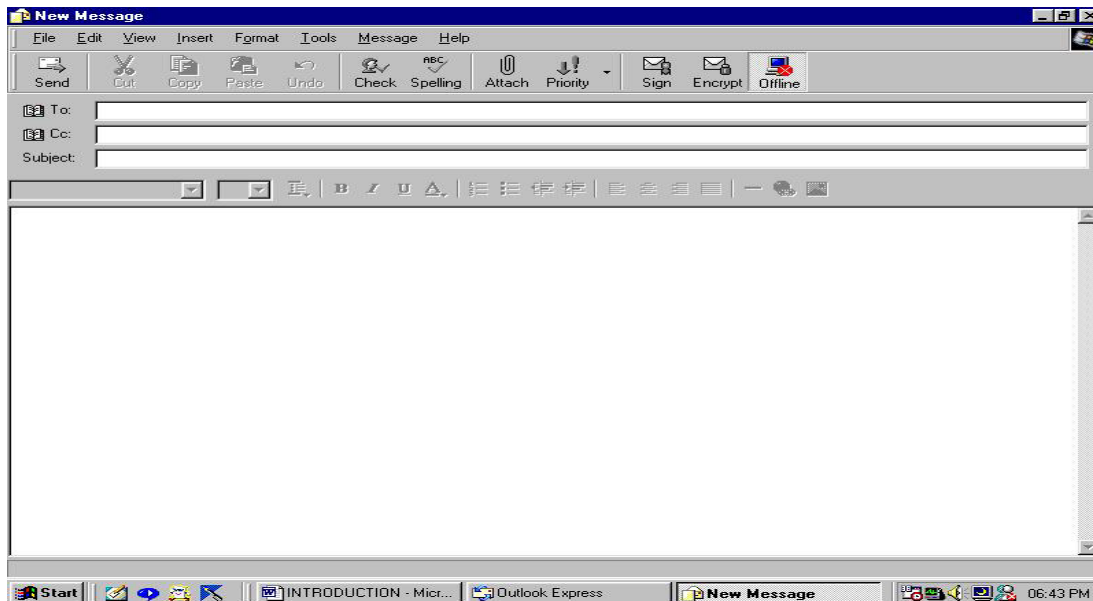 New Message
File Edit View Insert Format Tools Message Help
ABC
Send Cut Copy Paste Undo Check Spelling Attach Priority Sign Encrypt Offline
To:
Cc:
Subject:
B I U A
Start INTRODUCTION - Micr... Outlook Express New Message 06:43 PM